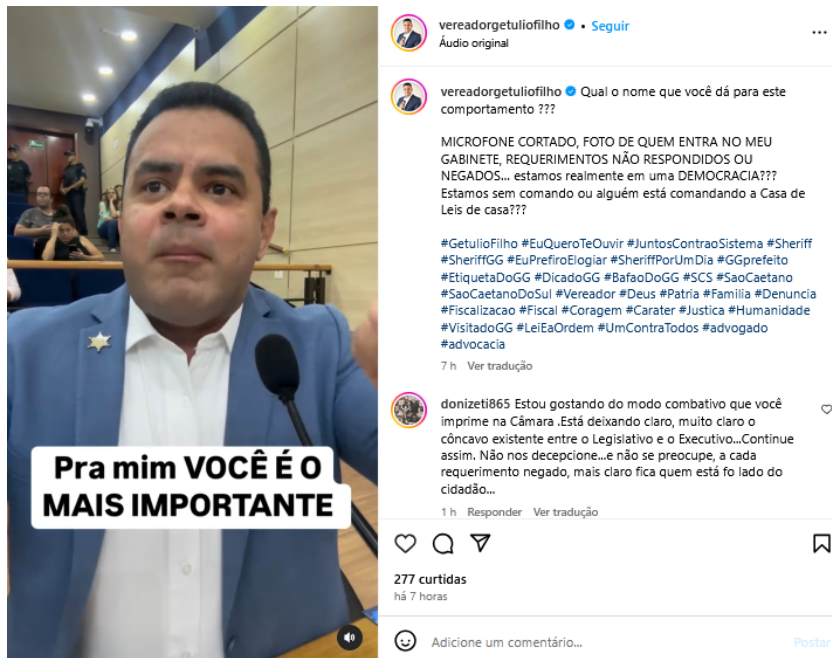 Pra mim VOCÊ É O
MAIS IMPORTANTE
vereadorgetuliofilho • Seguir
Áudio original
vereadorgetuliofilho Qual o nome que você dá para este
comportamento ???
MICROFONE CORTADO, FOTO DE QUEM ENTRA NO MEU
GABINETE, REQUERIMENTOS NÃO RESPONDIDOS OU
NEGADOS... estamos realmente em uma DEMOCRACIA???
Estamos sem comando ou alguém está comandando a Casa de
Leis de casa???
#GetulioFilho #EuQueroTeOuvir #JuntosContraoSistema #Sheriff
#SheriffGG #EuPrefiroElogiar #SheriffPorUmDia #GGprefeito
#EtiquetaDoGG #DicadoGG #BafaoDoGG #SCS #SaoCaetano
#SaoCaetanoDoSul #Vereador #Deus #Patria #Familia #Denuncia
#Fiscalizacao #Fiscal #Coragem #Carater #Justica #Humanidade
#VisitadoGG #LeiEaOrdem #UmContraTodos #advogado
#advocacia
7 h Ver tradução
donizeti865 Estou gostando do modo combativo que você
imprime na Câmara .Está deixando claro, muito claro o
côncavo existente entre o Legislativo e o Executivo...Continue
assim. Não nos decepcione...e não se preocupe, a cada
requerimento negado, mais claro fica quem está fo lado do
cidadão...
1 h Responder Ver tradução
277 curtidas
há 7 horas
Adicione um comentário...
Postar